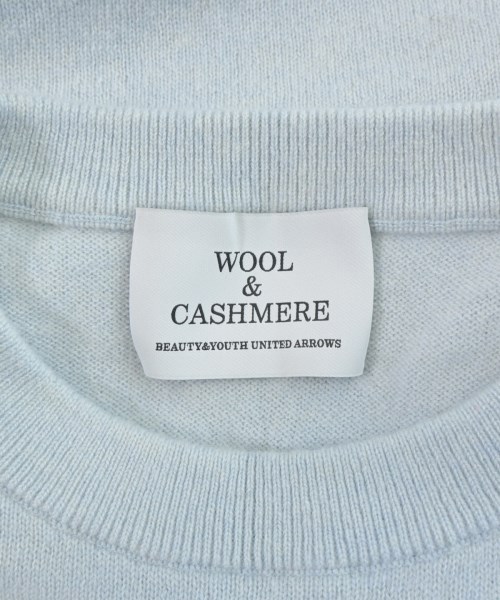 WOOL
&
CASHMERE
BEAUTY&YOUTH UNITED ARROWS